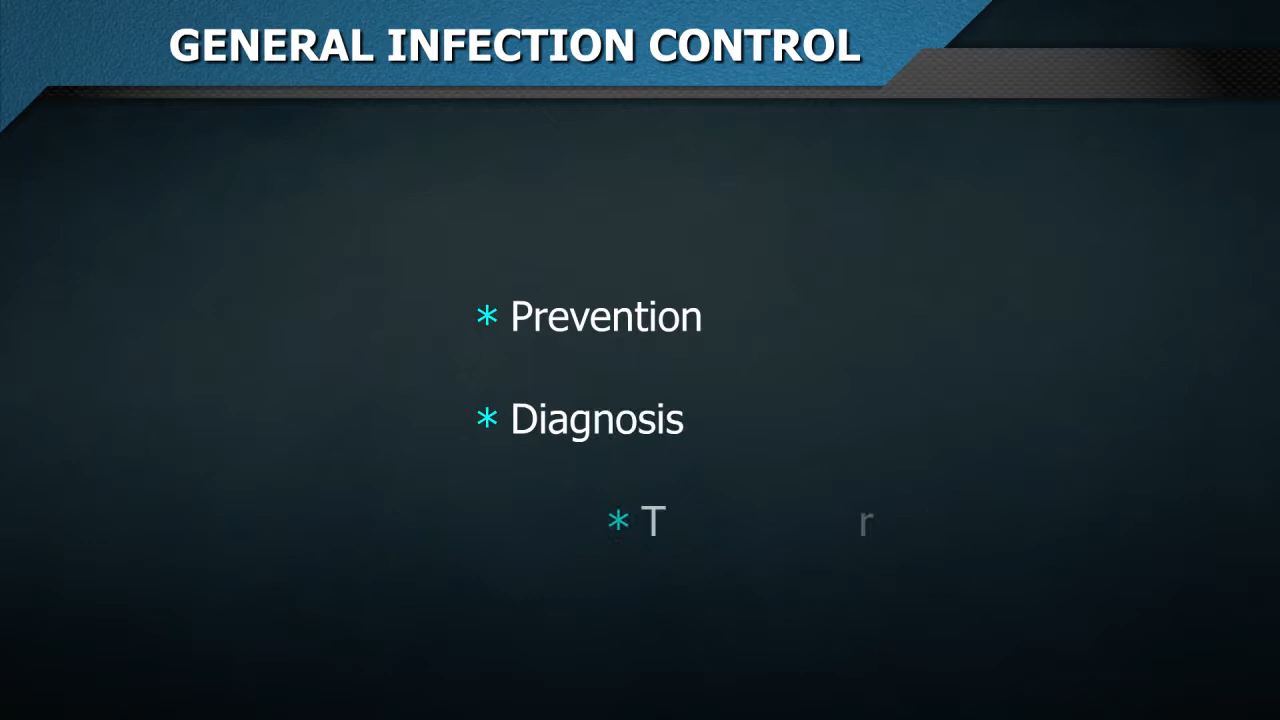 GENERAL INFECTION CONTROL
* Prevention
* Diagnosis
* T r